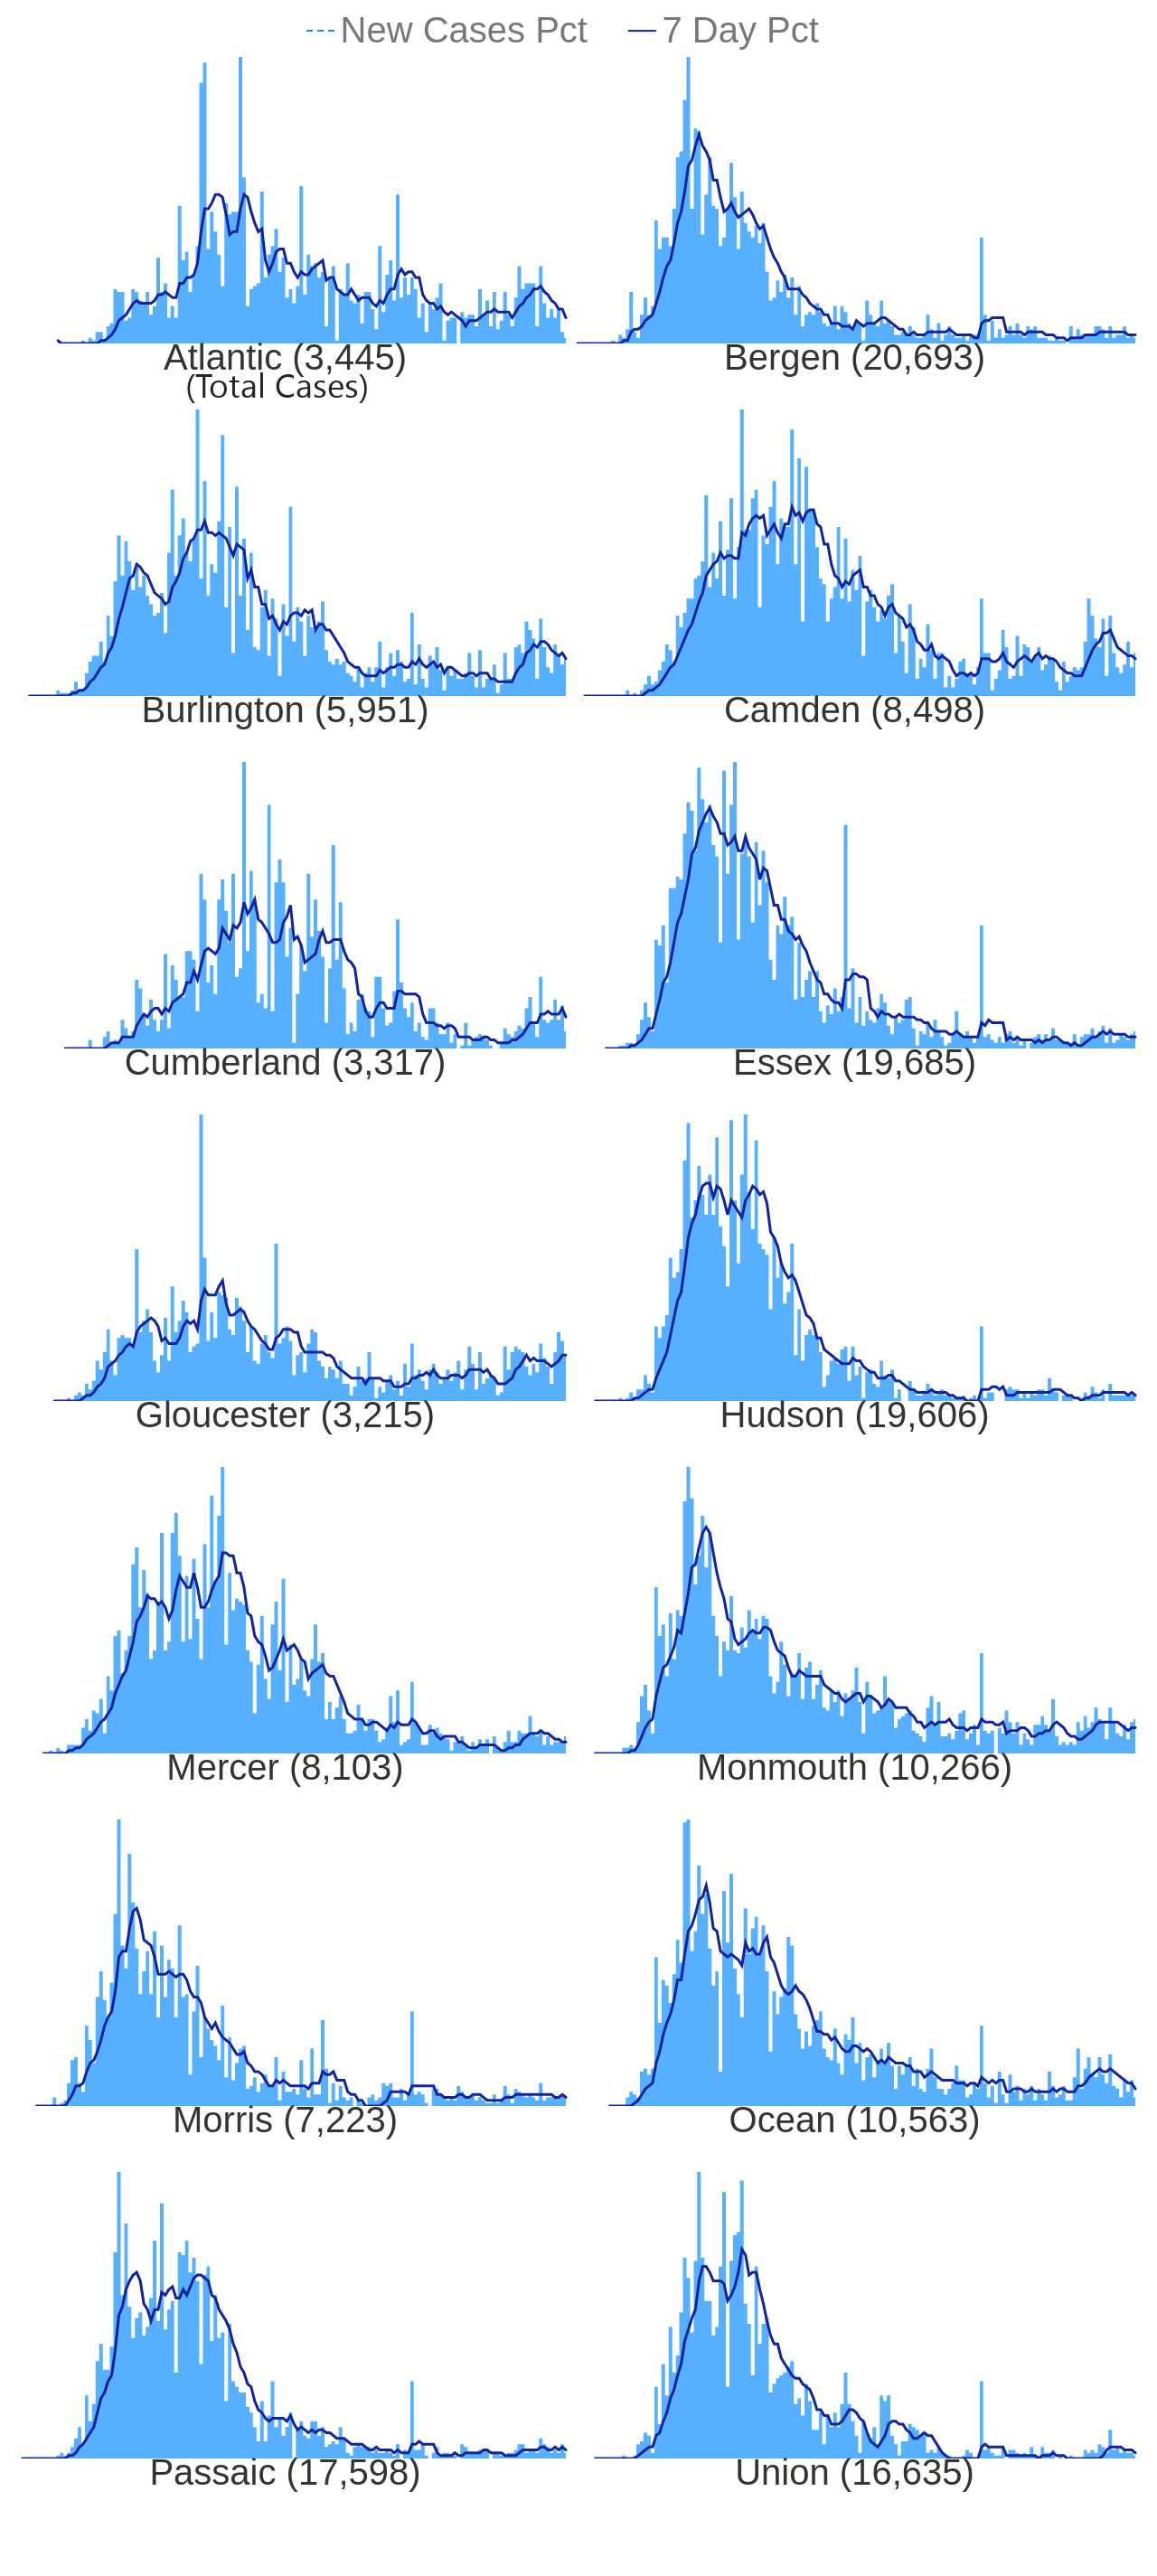 New Cases Pct 7 Day Pct
Atlantic (3,445) Bergen (20,693)
(Total Cases)
Burlington (5,951) Camden (8,498)
Cumberland (3,317) Essex (19,685)
Gloucester (3,215) Hudson (19,606)
Mercer (8,103) Monmouth (10,266)
Morris (7,223) Ocean (10,563)
Passaic (17,598) Union (16,635)